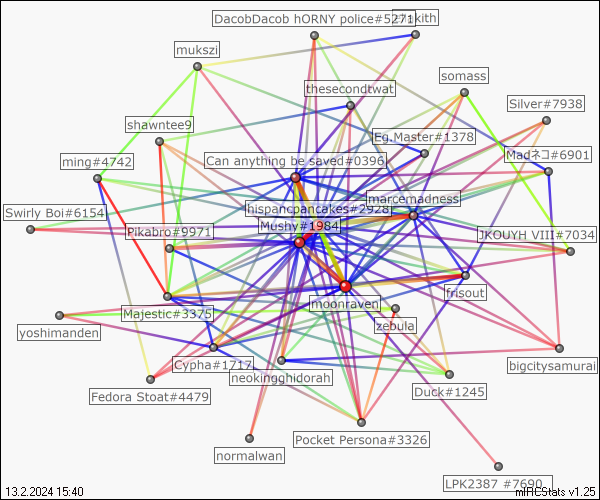 DacobDacob hORNY police#5271
kith
mukszi
somass
thesecondtwat
Silver#7938
shawntee9
Eg.Master#1378
ming#4742
Can anything be saved#0396
Madネコ#6901
marcemadness
hispancpancakes#2928
Swirly Boi#6154
Mushy#1984
Pikabro#9971
JKOUYH VIII#7034
frisout
moonraven
Majestic#3375
zebula
yoshimanden
Cypha#1717
neokingghidorah
bigcitysamurai
Fedora Stoat#4479
Duck#1245
Pocket Persona#3326
normalwan
LPK2387 #7690
13.2.2024 15:40
mIRCStats v1.25